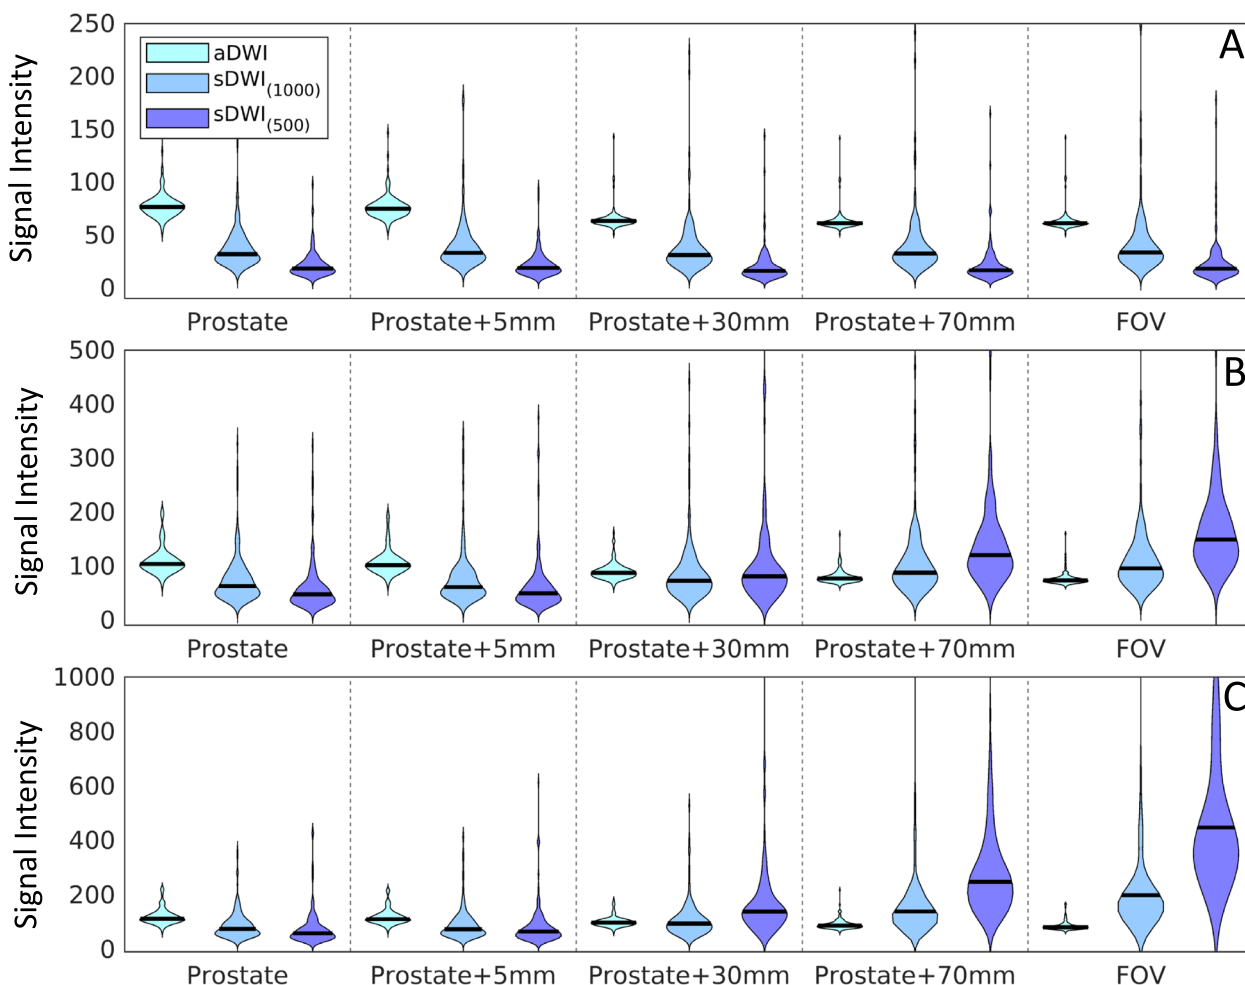 A
250
200
150
100
50
0
Signal Intensity
aDWI
sDWI(1000)
sDWI(500)
Prostate Prostate+5mm Prostate+30mm Prostate+70mm FOV
B
500
400
300
200
100
0
Signal Intensity
Prostate Prostate+5mm Prostate+30mm Prostate+70mm FOV
C
1000
800
600
400
200
0
Signal Intensity
Prostate Prostate+5mm Prostate+30mm Prostate+70mm FOV